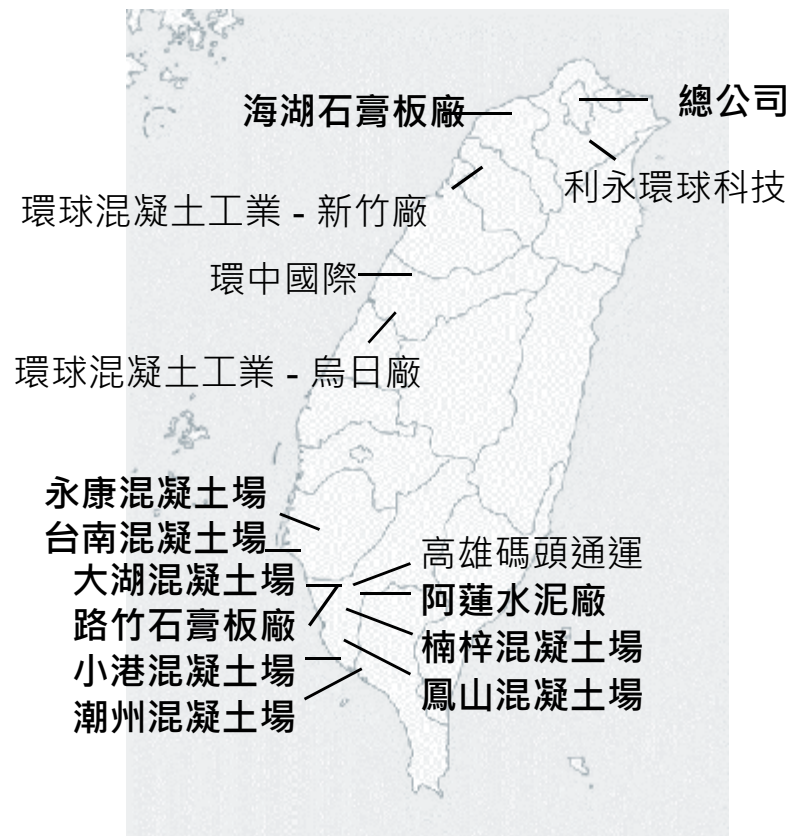 總公司
海湖石膏板廠
利永環球科技
環球混凝土工業 - 新竹廠
環中國際
環球混凝土工業 - 烏日廠
永康混凝土場
台南混凝土場
大湖混凝土場
路竹石膏板廠
小港混凝土場
潮州混凝土場
高雄碼頭通運
阿蓮水泥廠
楠梓混凝土場
鳳山混凝土場